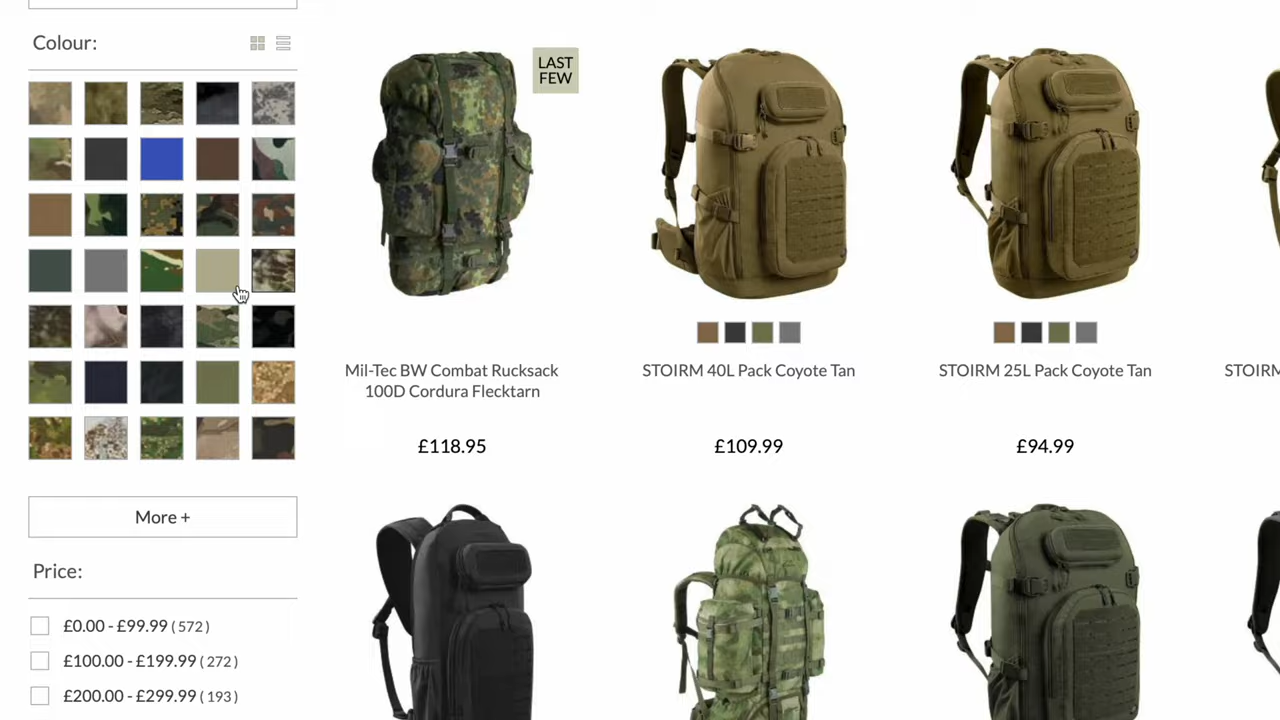 Colour:
LAST
FEW
Mil-Tec BW Combat Rucksack
100D Cordura Flecktarn
£118.95
STOIRM 40L Pack Coyote Tan
£109.99
STOIRM 25L Pack Coyote Tan
£94.99
STOIRM
More +
Price:
£0.00 - £99.99 ( 572 )
£100.00 - £199.99 ( 272 )
£200.00 - £299.99 ( 193 )